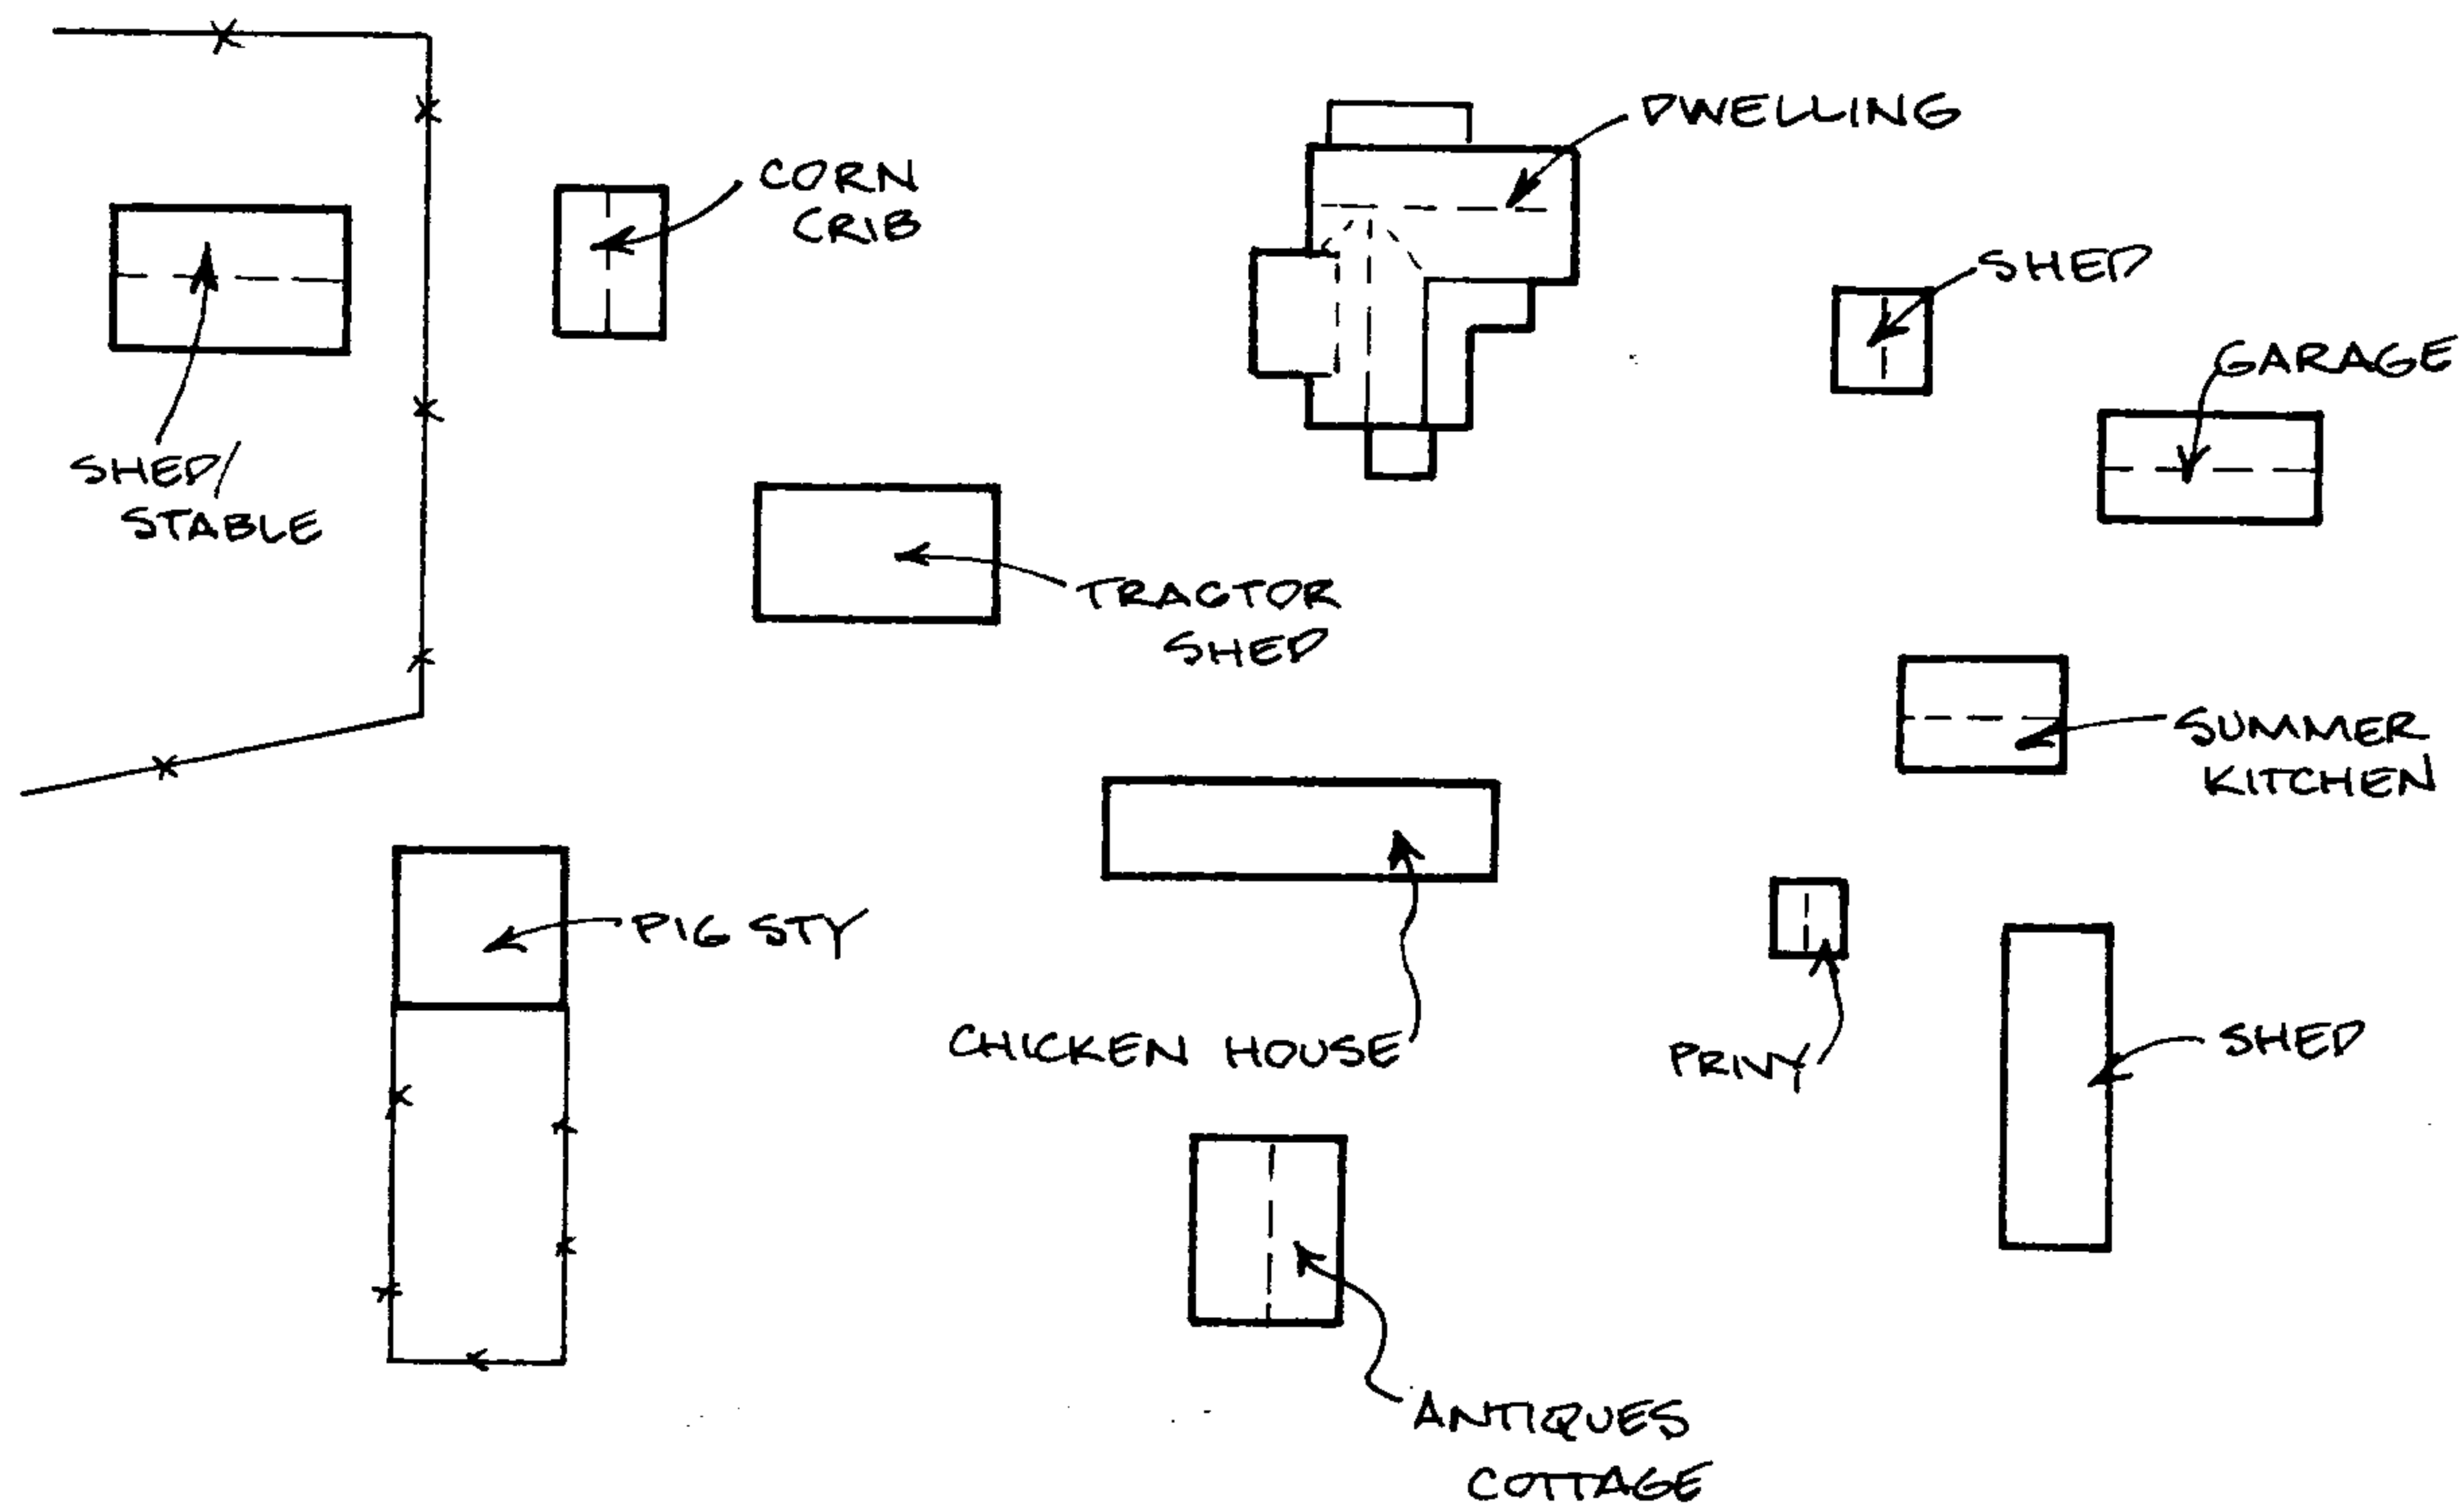 DWELLING
CORN
CRIB
SHED
GARAGE
SHED/
STABLE
TRACTOR
SHED
SUMMER
KITCHEN
PIG STY
CHICKEN HOUSE
PRIVY
SHED
ANTIQUES
COTTAGE